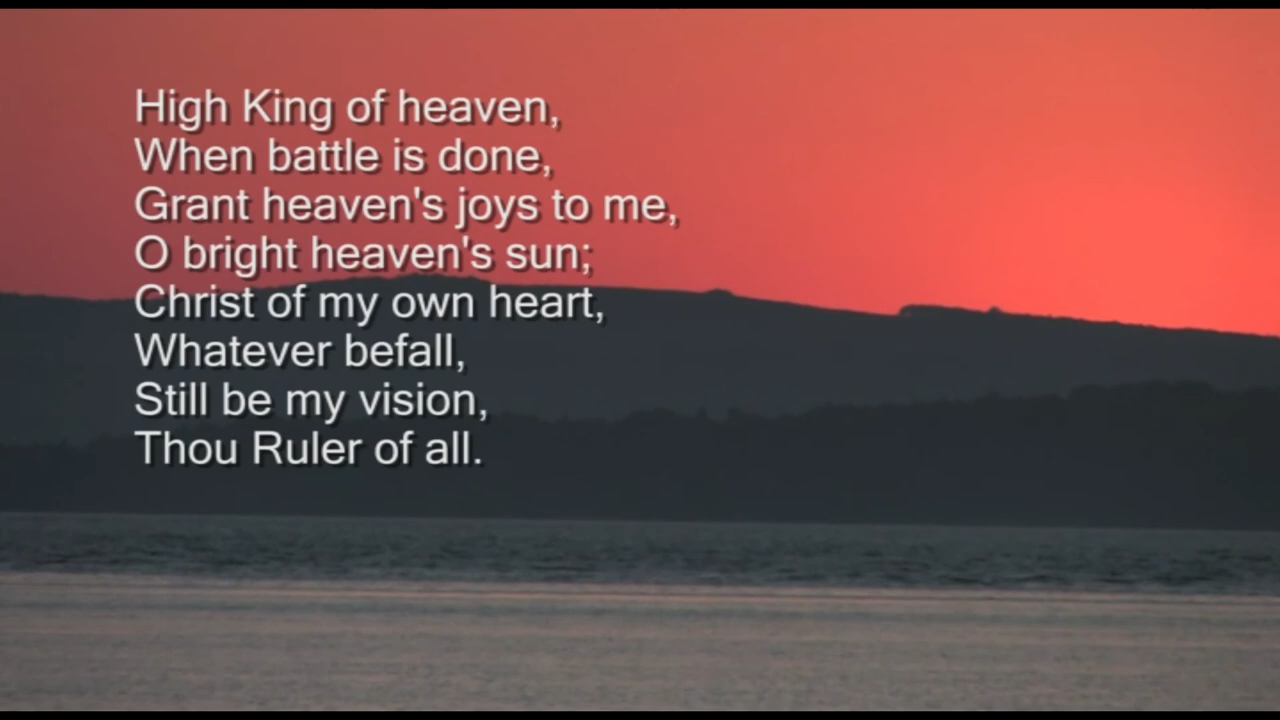 High King of heaven,
When battle is done,
Grant heaven's joys to me,
O bright heaven's sun;
Christ of my own heart,
Whatever befall,
Still be my vision,
Thou Ruler of all.